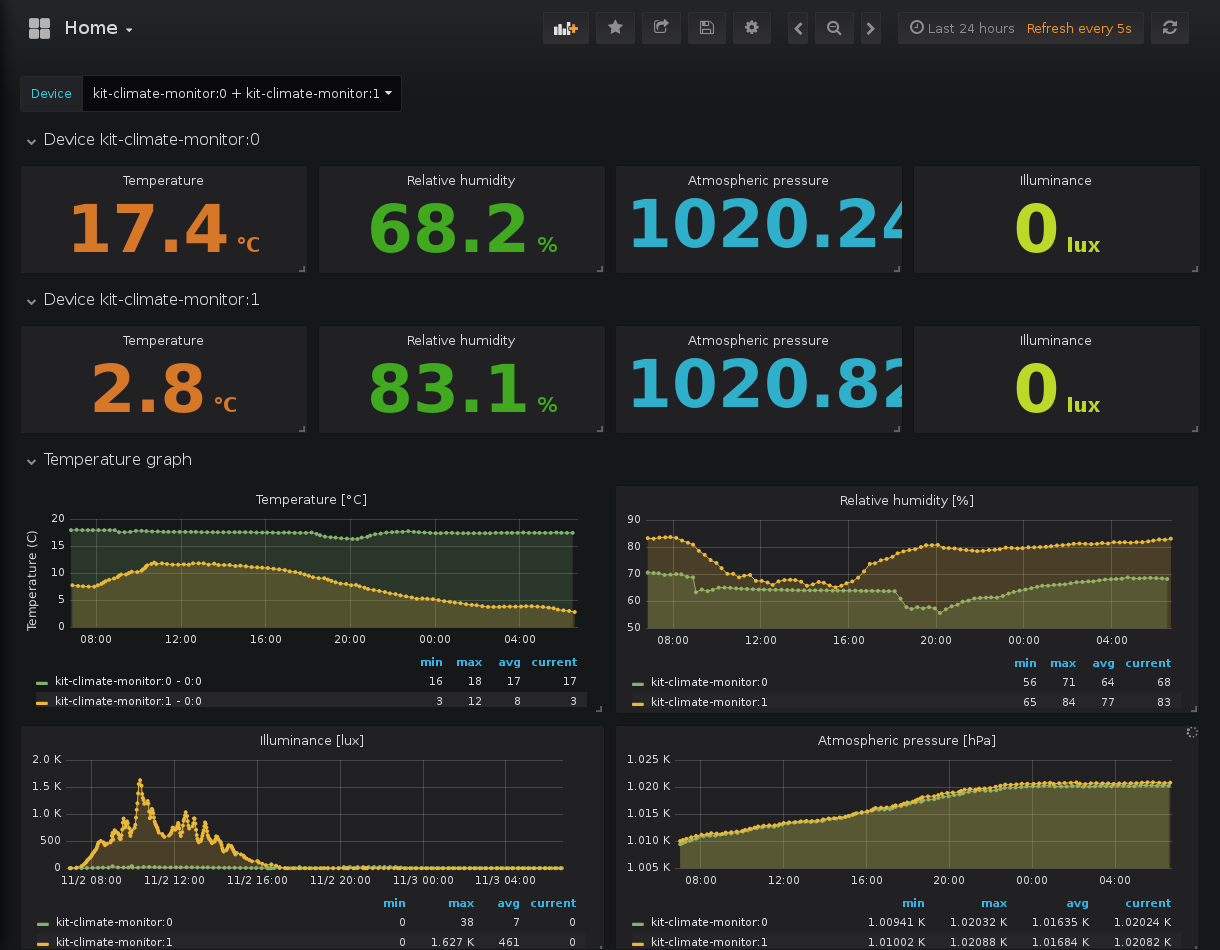 Home
Last 24 hours Refresh every 5s
Device kit-climate-monitor:0 + kit-climate-monitor:1
Device kit-climate-monitor:0
Temperature Relative humidity Atmospheric pressure Illuminance
17.4 °C 68.2 % 1020.24 0 lux
Device kit-climate-monitor:1
Temperature Relative humidity Atmospheric pressure Illuminance
2.8 °C 83.1 % 1020.82 0 lux
Temperature graph
Temperature [°C]
Temperature (C)
20
15
10
5
0
08:00 12:00 16:00 20:00 00:00 04:00
min max avg current
kit-climate-monitor:0 - 0:0 16 18 17 17
kit-climate-monitor:1 - 0:0 3 12 8 3
Relative humidity [%]
90
80
70
60
50
08:00 12:00 16:00 20:00 00:00 04:00
min max avg current
kit-climate-monitor:0 56 71 64 68
kit-climate-monitor:1 65 84 77 83
Illuminance [lux]
2.0 K
1.5 K
1.0 K
500
0
11/2 08:00 11/2 12:00 11/2 16:00 11/2 20:00 11/3 00:00 11/3 04:00
min max avg current
kit-climate-monitor:0 0 38 7 0
kit-climate-monitor:1 0 1.627 K 461 0
Atmospheric pressure [hPa]
1.025 K
1.020 K
1.015 K
1.010 K
1.005 K
08:00 12:00 16:00 20:00 00:00 04:00
min max avg current
kit-climate-monitor:0 1.00941 K 1.02032 K 1.01635 K 1.02024 K
kit-climate-monitor:1 1.01002 K 1.02088 K 1.01684 K 1.02082 K